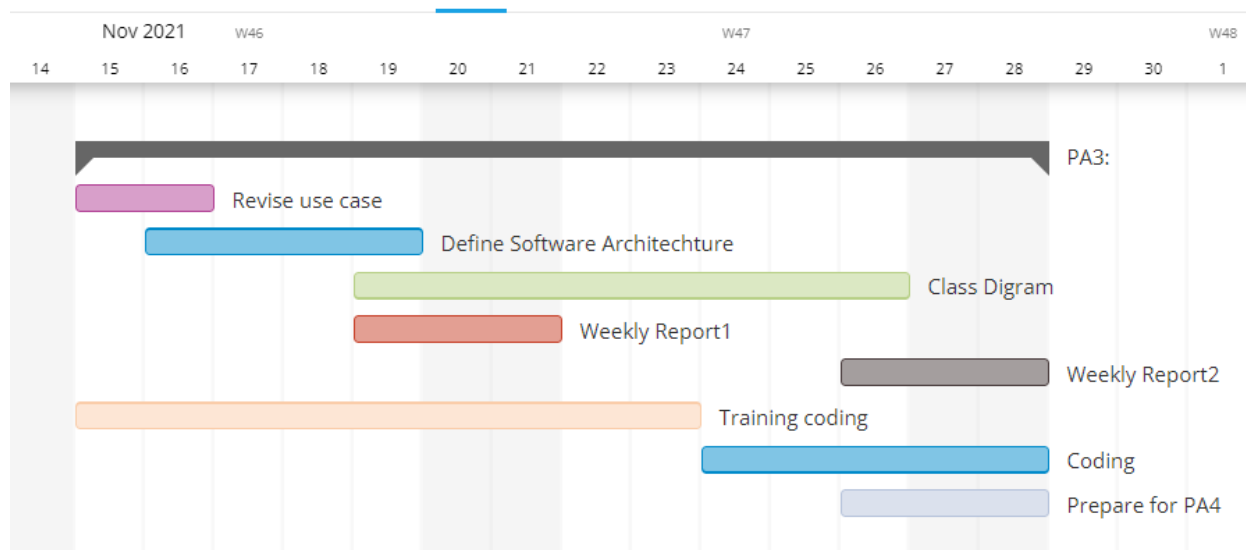 Nov 2021 W46 W47 W48
14 15 16 17 18 19 20 21 22 23 24 25 26 27 28 29 30 1
PA3:
Revise use case
Define Software Architechture
Class Digram
Weekly Report1
Weekly Report2
Training coding
Coding
Prepare for PA4